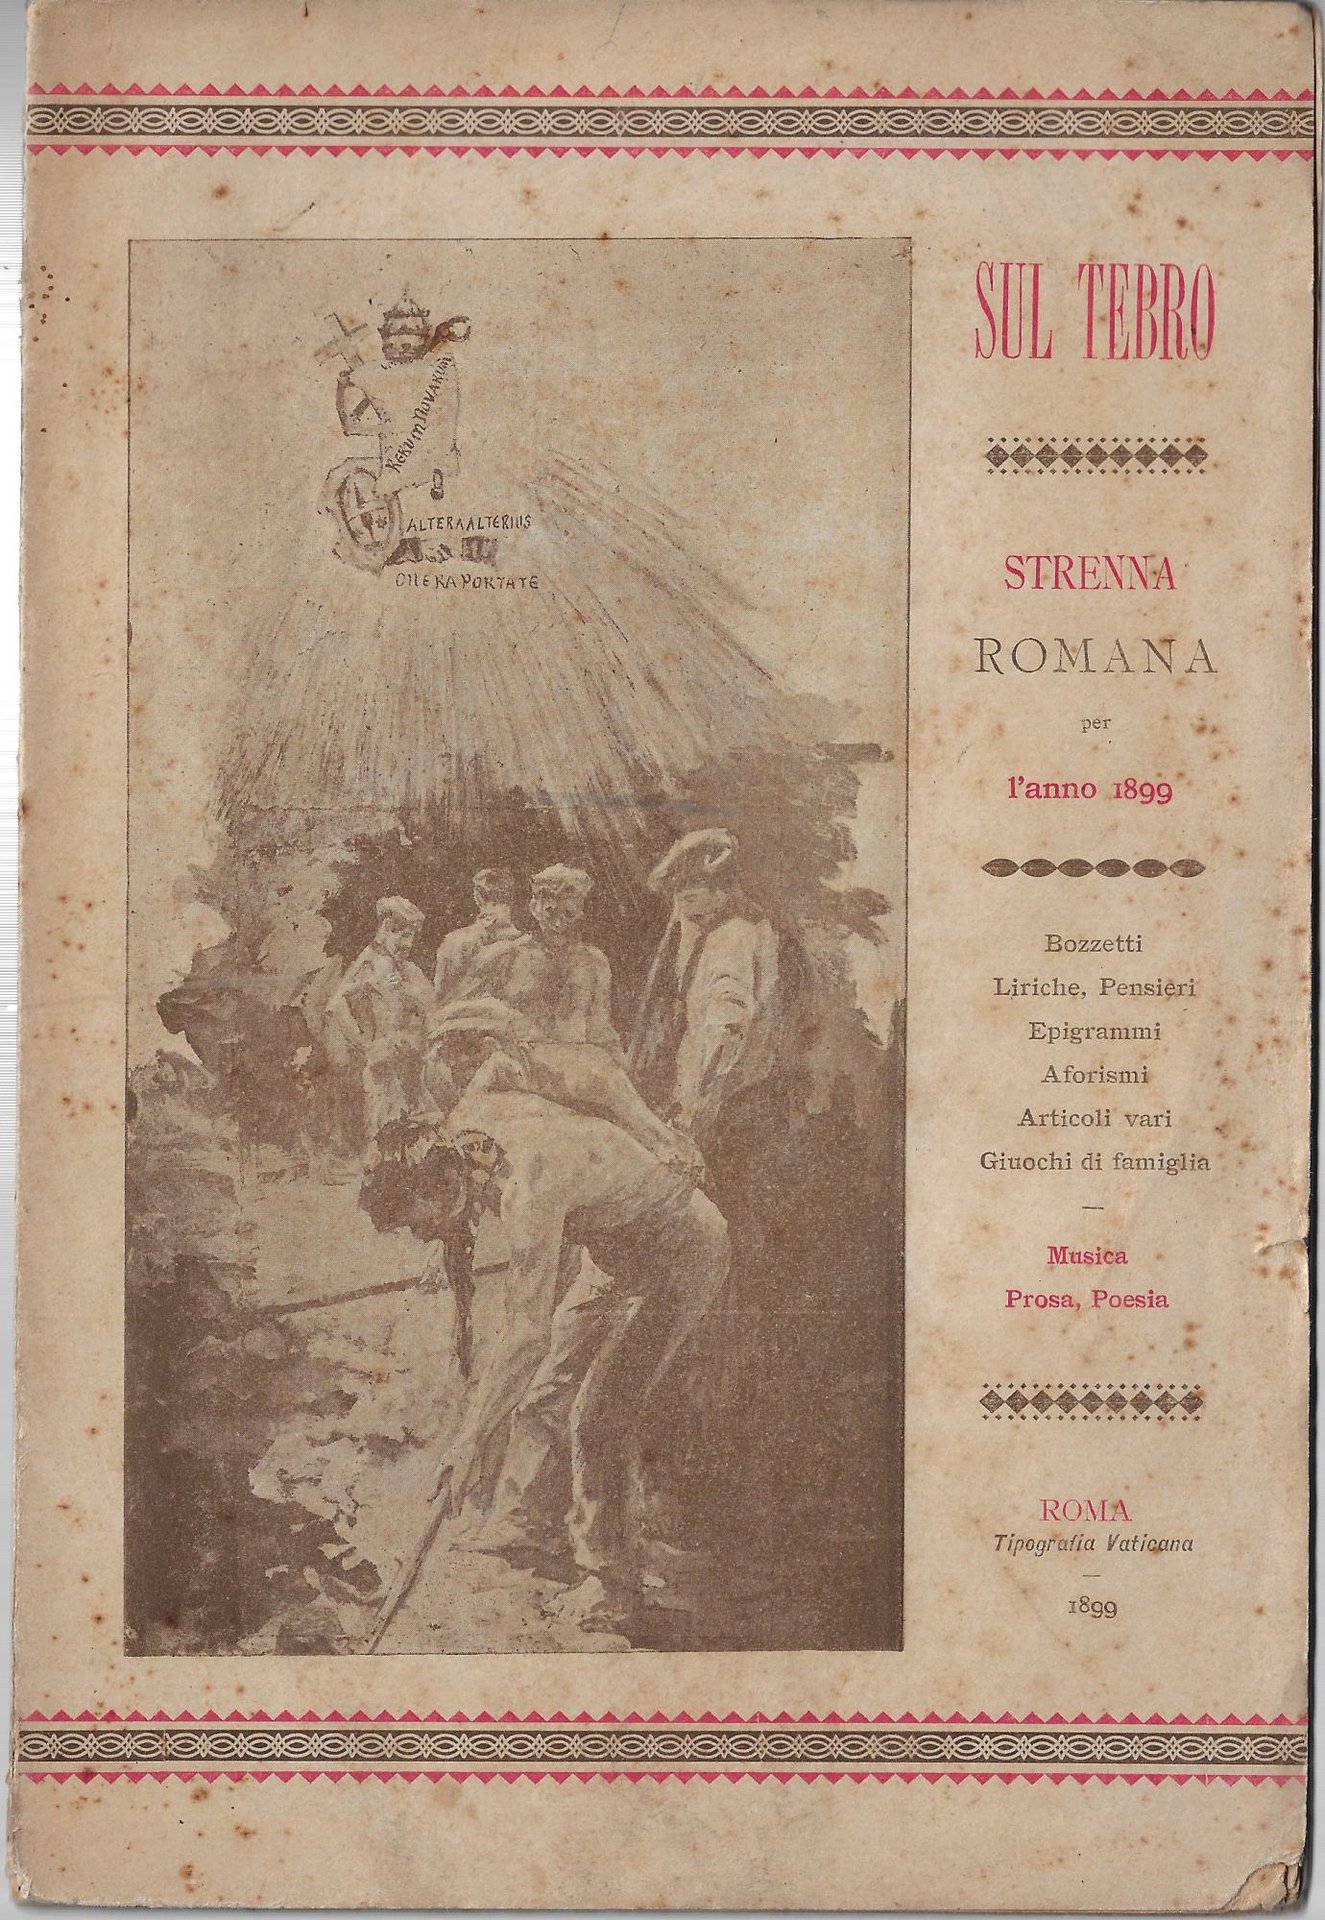 RERUM NOVARUM
ALTER ALTERIUS
ONERA PORTATE
SUL TEBRO
STRENNA
ROMANA
per
l'anno 1899
Bozzetti
Liriche, Pensieri
Epigrammi
Aforismi
Articoli vari
Giuochi di famiglia
Musica
Prosa, Poesia
ROMA
Tipografia Vaticana
1899